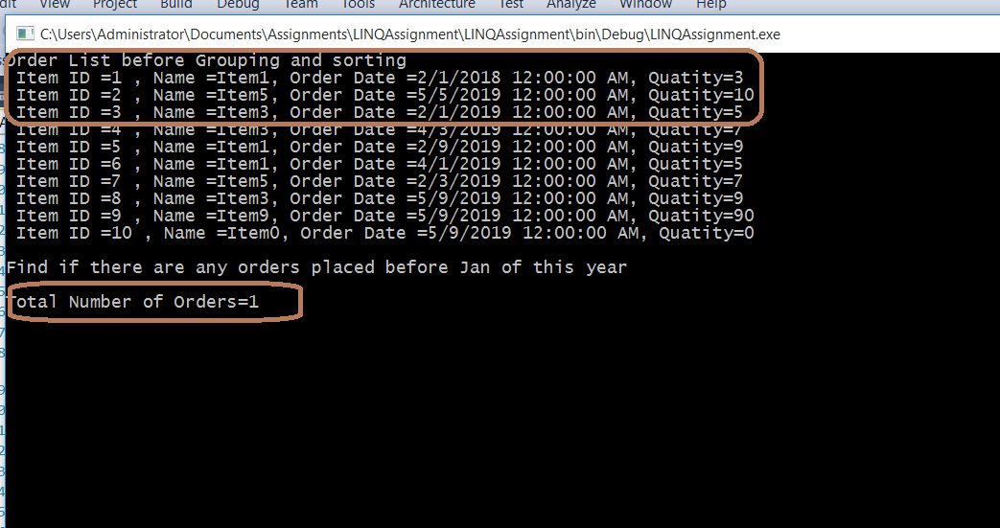 dit View Project Build Debug Team Tools Architecture Test Analyze Window Help
C:\Users\Administrator\Documents\Assignments\LINQAssignment\LINQAssignment\bin\Debug\LINQAssignment.exe
Order List before Grouping and sorting
Item ID =1 , Name =Item1, Order Date =2/1/2018 12:00:00 AM, Quatity=3
Item ID =2 , Name =Item5, Order Date =5/5/2019 12:00:00 AM, Quatity=10
Item ID =3 , Name =Item3, Order Date =2/1/2019 12:00:00 AM, Quatity=5
Item ID =4 , Name =Item3, Order Date =4/3/2019 12:00:00 AM, Quatity=7
Item ID =5 , Name =Item1, Order Date =2/9/2019 12:00:00 AM, Quatity=9
Item ID =6 , Name =Item1, Order Date =4/1/2019 12:00:00 AM, Quatity=5
Item ID =7 , Name =Item5, Order Date =2/3/2019 12:00:00 AM, Quatity=7
Item ID =8 , Name =Item3, Order Date =5/9/2019 12:00:00 AM, Quatity=9
Item ID =9 , Name =Item9, Order Date =5/9/2019 12:00:00 AM, Quatity=90
Item ID =10 , Name =Item0, Order Date =5/9/2019 12:00:00 AM, Quatity=0
Find if there are any orders placed before Jan of this year
Total Number of Orders=1